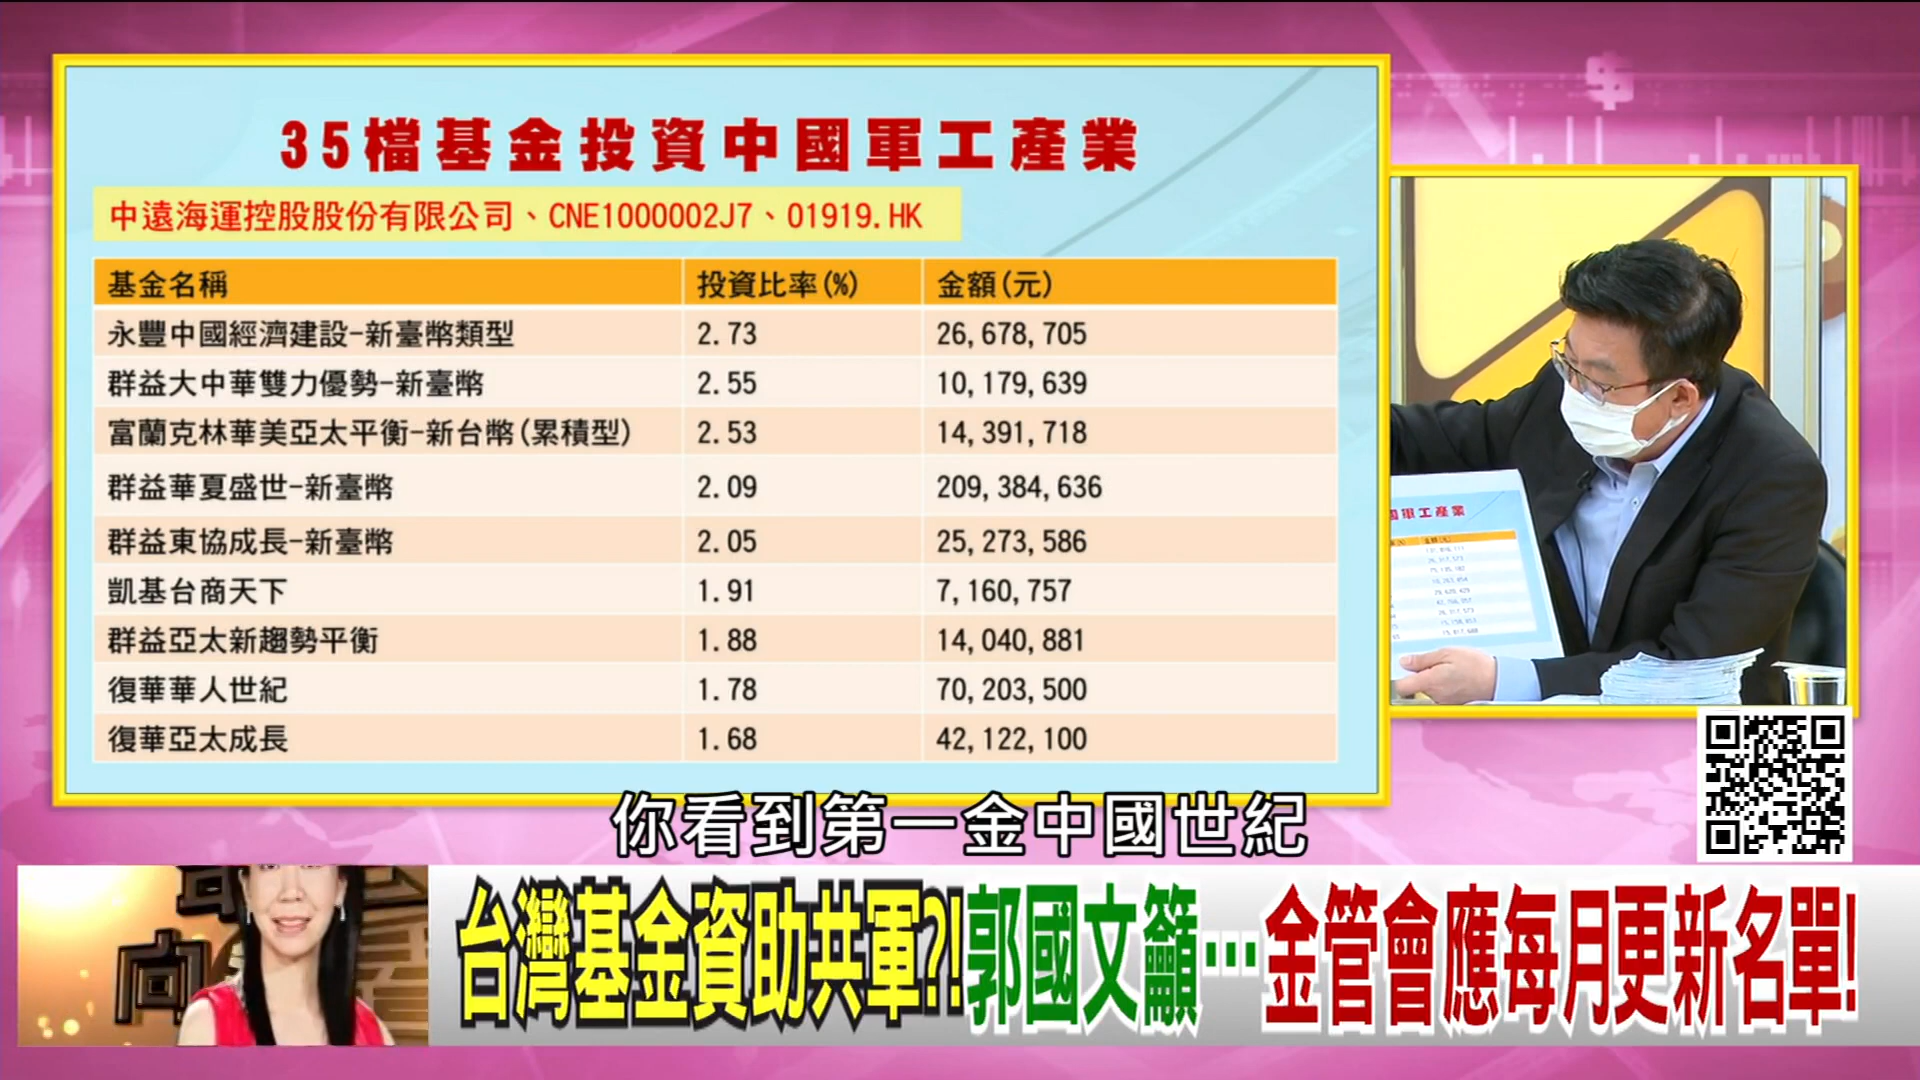 35檔基金投資中國軍工產業
中遠海運控股股份有限公司、CNE1000002J7、01919.HK
基金名稱 投資比率(%) 金額(元)
永豐中國經濟建設-新臺幣類型 2.73 26,678,705
群益大中華雙力優勢-新臺幣 2.55 10,179,639
富蘭克林華美亞太平衡-新台幣(累積型) 2.53 14,391,718
群益華夏盛世-新臺幣 2.09 209,384,636
群益東協成長-新臺幣 2.05 25,273,586
凱基台商天下 1.91 7,160,757
群益亞太新趨勢平衡 1.88 14,040,881
復華華人世紀 1.78 70,203,500
復華亞太成長 1.68 42,122,100
國軍工產業
你看到第一金中國世紀
向
台灣基金資助共軍?!郭國文籲…金管會應每月更新名單!